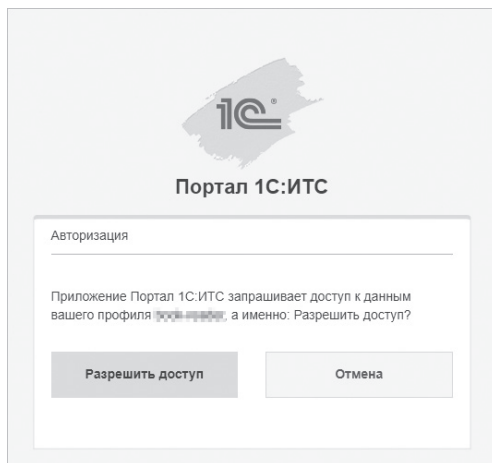 1С®
Портал 1С:ИТС
Авторизация
Приложение Портал 1С:ИТС запрашивает доступ к данным
вашего профиля , а именно: Разрешить доступ?
Разрешить доступ
Отмена